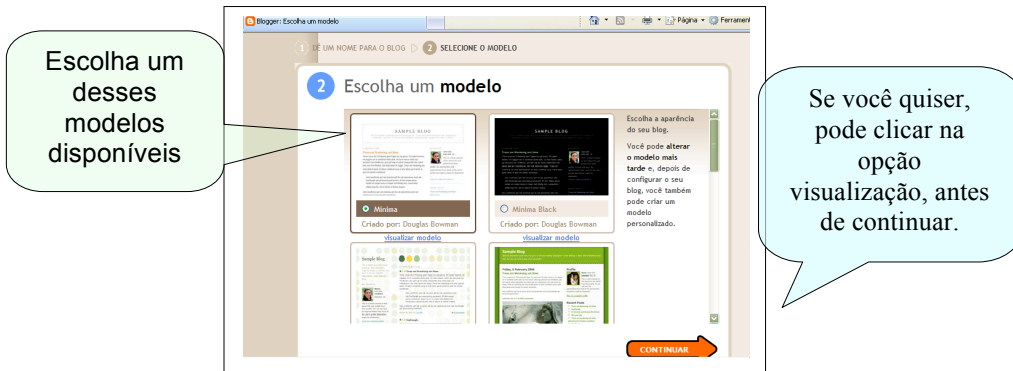 Blogger: Escolha um modelo
Página
Ferramen
1 DÊ UM NOME PARA O BLOG 2 SELECIONE O MODELO
2 Escolha um modelo
Escolha um
desses
modelos
disponíveis
SAMPLE BLOG
Mínima
Criado por: Douglas Bowman
visualizar modelo
SAMPLE BLOG
Mínima Black
Criado por: Douglas Bowman
visualizar modelo
Sample Blog
Sample Blog
Escolha a aparência
do seu blog.
Você pode alterar
o modelo mais
tarde e, depois de
configurar o seu
blog, você também
pode criar um
modelo
personalizado.
CONTINUAR
Se você quiser,
pode clicar na
opção
visualização, antes
de continuar.